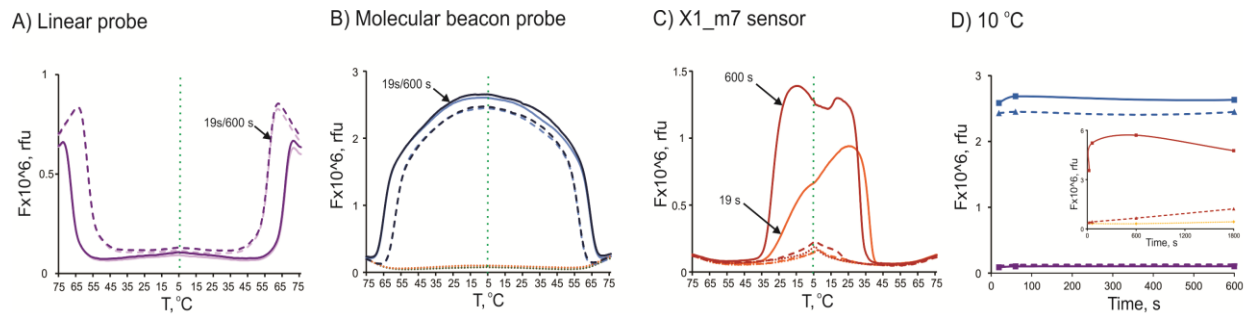 A) Linear probe
B) Molecular beacon probe
C) X1_m7 sensor
D) 10 °C
1
0.5
0
Fx10^6, rfu
19s/600 s
75 65 55 45 35 25 15 5 15 25 35 45 55 65 75
T, °C
3
2
1
0
Fx10^6, rfu
19s/600 s
75 65 55 45 35 25 15 5 5 15 25 35 45 55 65 75
T, °C
1.5
1
0.5
0
Fx10^6, rfu
600 s
19 s
75 65 55 45 35 25 15 5 5 15 25 35 45 55 65 75
T, °C
3
2
1
0
Fx10^6, rfu
0 100 200 300 400 500 600
Time, s
6
3
0
Fx10^6, rfu
0 600 1200 1800
Time, s